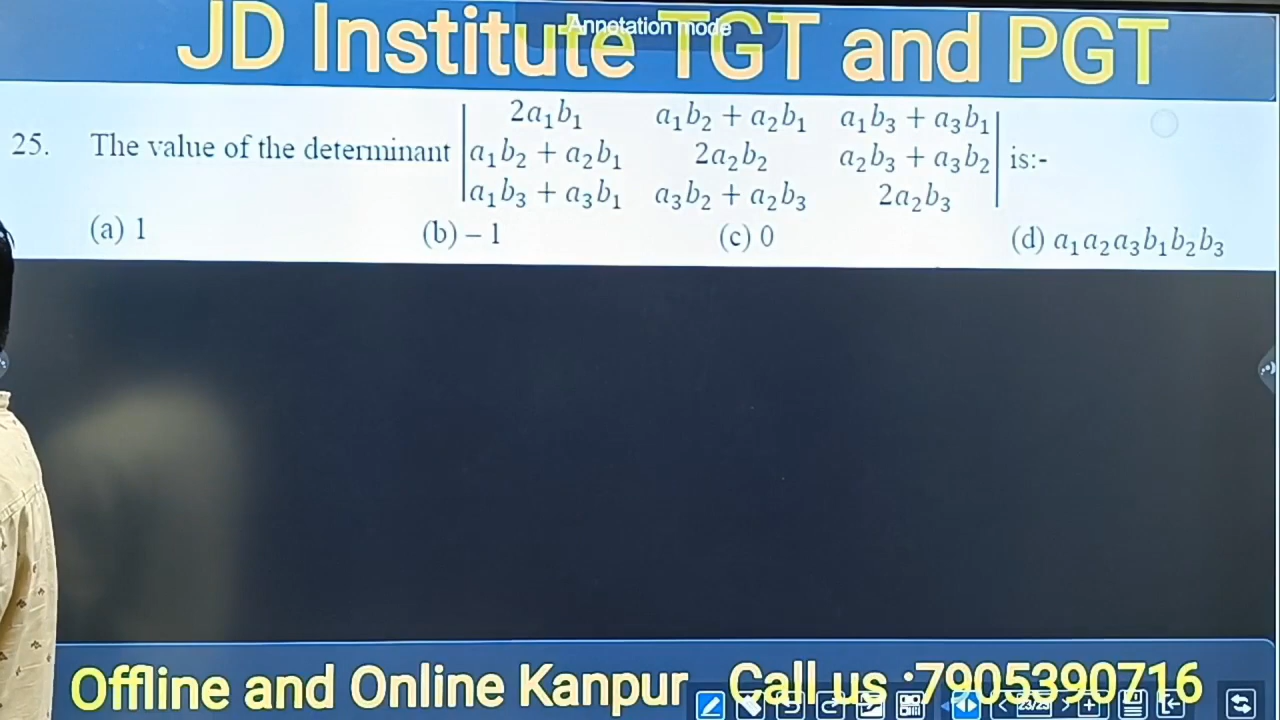 Annotation mode
JD Institute TGT and PGT
25. The value of the determinant |2a₁b₁ a₁b₂ + a₂b₁ a₁b₃ + a₃b₁|
|a₁b₂ + a₂b₁ 2a₂b₂ a₂b₃ + a₃b₂| is:-
|a₁b₃ + a₃b₁ a₃b₂ + a₂b₃ 2a₂b₃|
(a) 1 (b) – 1 (c) 0 (d) a₁a₂a₃b₁b₂b₃
Offline and Online Kanpur Call us :7905390716
23/25